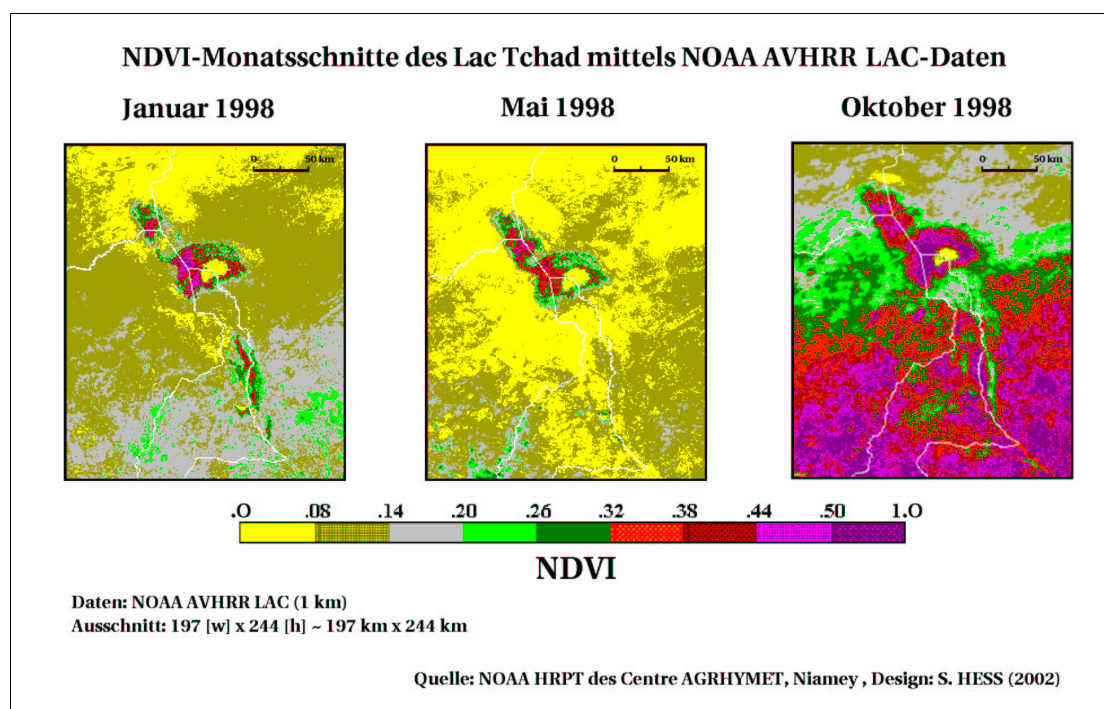 NDVI-Monatsschnitte des Lac Tchad mittels NOAA AVHRR LAC-Daten
Januar 1998
Mai 1998
Oktober 1998
0 50 km
0 50 km
0 50 km
.0 .08 .14 .20 .26 .32 .38 .44 .50 1.0
NDVI
Daten: NOAA AVHRR LAC (1 km)
Ausschnitt: 197 [w] x 244 [h] ~ 197 km x 244 km
Quelle: NOAA HRPT des Centre AGRHYMET, Niamey , Design: S. HESS (2002)